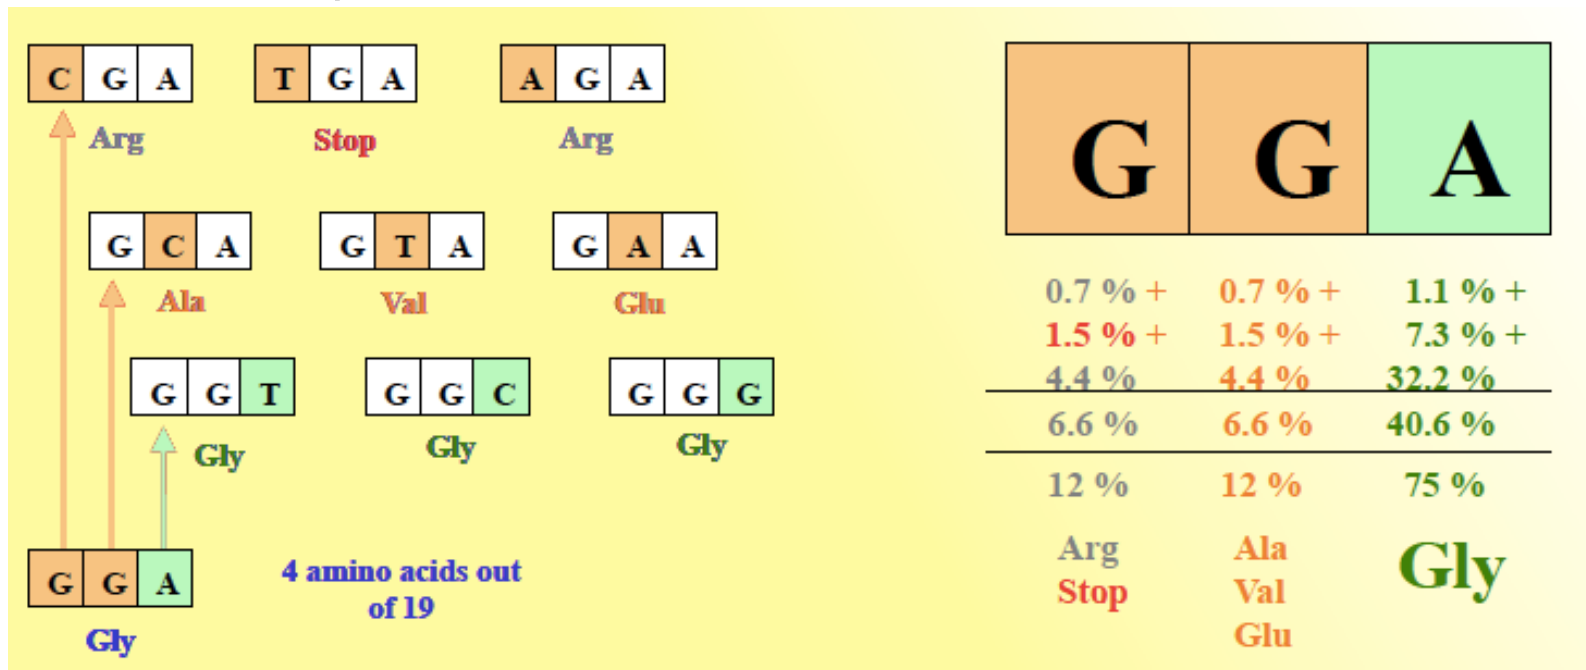 C G A T G A A G A
Arg Stop Arg
G C A G T A G A A
Ala Val Glu
G G T G G C G G G
Gly Gly Gly
G G A
Gly
4 amino acids out
of 19
G G A
0.7 % + 0.7 % + 1.1 % +
1.5 % + 1.5 % + 7.3 % +
4.4 % 4.4 % 32.2 %
6.6 % 6.6 % 40.6 %
12 % 12 % 75 %
Arg Ala Gly
Stop Val
Glu